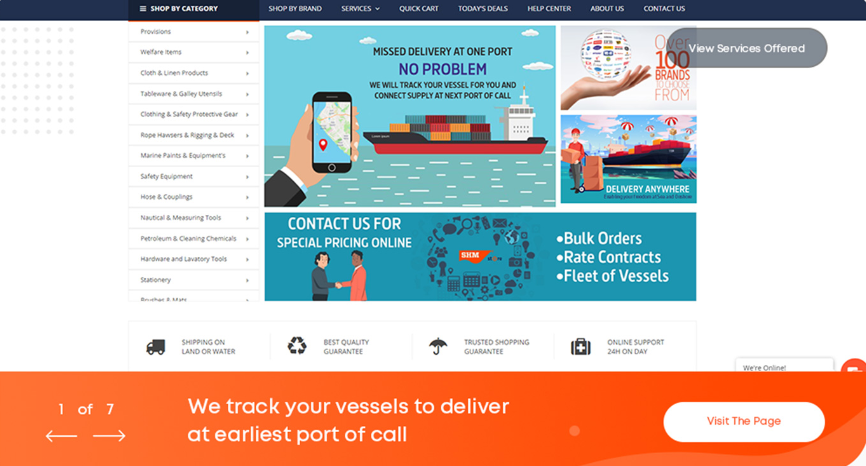 SHOP BY CATEGORY
SHOP BY BRAND
SERVICES
QUICK CART
TODAY'S DEALS
HELP CENTER
ABOUT US
CONTACT US
Provisions
Welfare Items
Cloth & Linen Products
Tableware & Galley Utensils
Clothing & Safety Protective Gear
Rope Hawsers & Rigging & Deck
Marine Paints & Equipment's
Safety Equipment
Hose & Couplings
Nautical & Measuring Tools
Petroleum & Cleaning Chemicals
Hardware and Lavatory Tools
Stationery
Brushes & Mats
MISSED DELIVERY AT ONE PORT
NO PROBLEM
WE WILL TRACK YOUR VESSEL FOR YOU AND
CONNECT SUPPLY AT NEXT PORT OF CALL
Over
100
BRANDS
TO CHOOSE
FROM
View Services Offered
DELIVERY ANYWHERE
CONTACT US FOR
SPECIAL PRICING ONLINE
SHM
•Bulk Orders
•Rate Contracts
•Fleet of Vessels
SHIPPING ON
LAND OR WATER
BEST QUALITY
GUARANTEE
TRUSTED SHOPPING
GUARANTEE
ONLINE SUPPORT
24H ON DAY
We're Online!
1 of 7
We track your vessels to deliver
at earliest port of call
Visit The Page